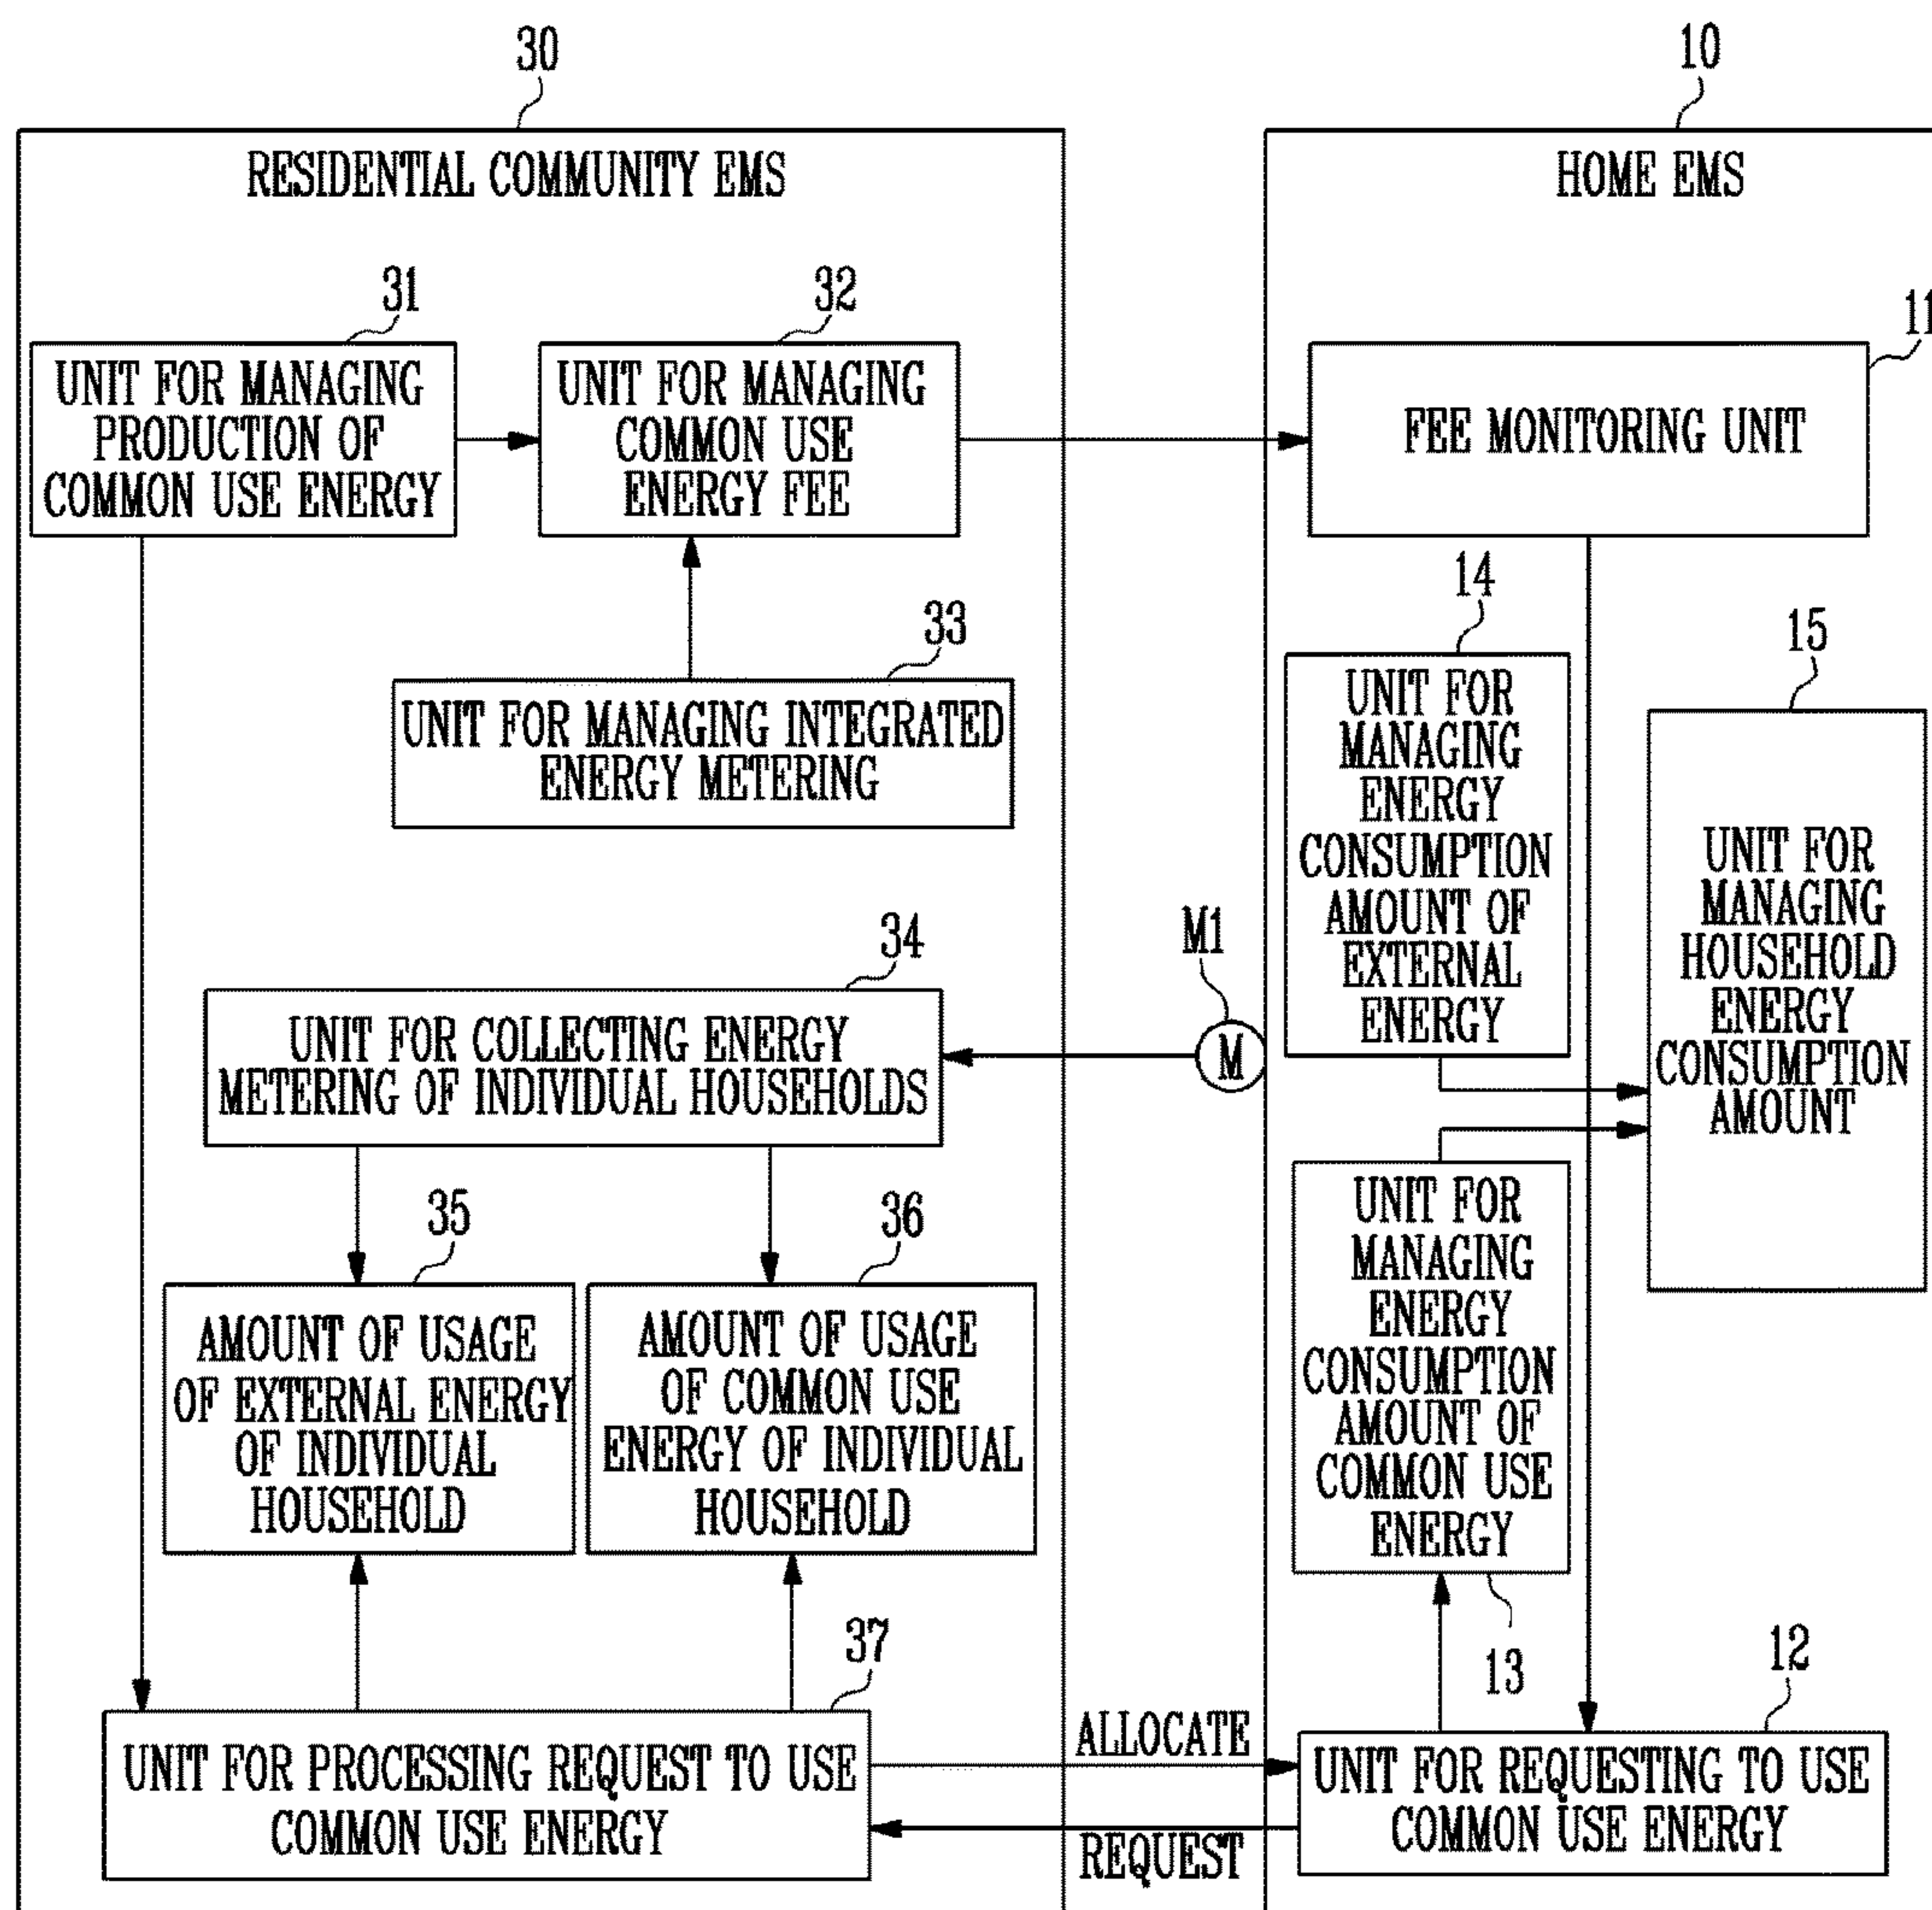 30
10
RESIDENTIAL COMMUNITY EMS
HOME EMS
31
32
11
UNIT FOR MANAGING
PRODUCTION OF
COMMON USE ENERGY
UNIT FOR MANAGING
COMMON USE
ENERGY FEE
FEE MONITORING UNIT
33
UNIT FOR MANAGING INTEGRATED
ENERGY METERING
14
UNIT FOR
MANAGING
ENERGY
CONSUMPTION
AMOUNT OF
EXTERNAL
ENERGY
15
UNIT FOR
MANAGING
HOUSEHOLD
ENERGY
CONSUMPTION
AMOUNT
34
UNIT FOR COLLECTING ENERGY
METERING OF INDIVIDUAL HOUSEHOLDS
M1
M
35
AMOUNT OF USAGE
OF EXTERNAL ENERGY
OF INDIVIDUAL
HOUSEHOLD
36
AMOUNT OF USAGE
OF COMMON USE
ENERGY OF INDIVIDUAL
HOUSEHOLD
UNIT FOR
MANAGING
ENERGY
CONSUMPTION
AMOUNT OF
COMMON USE
ENERGY
13
37
UNIT FOR PROCESSING REQUEST TO USE
COMMON USE ENERGY
ALLOCATE
REQUEST
12
UNIT FOR REQUESTING TO USE
COMMON USE ENERGY